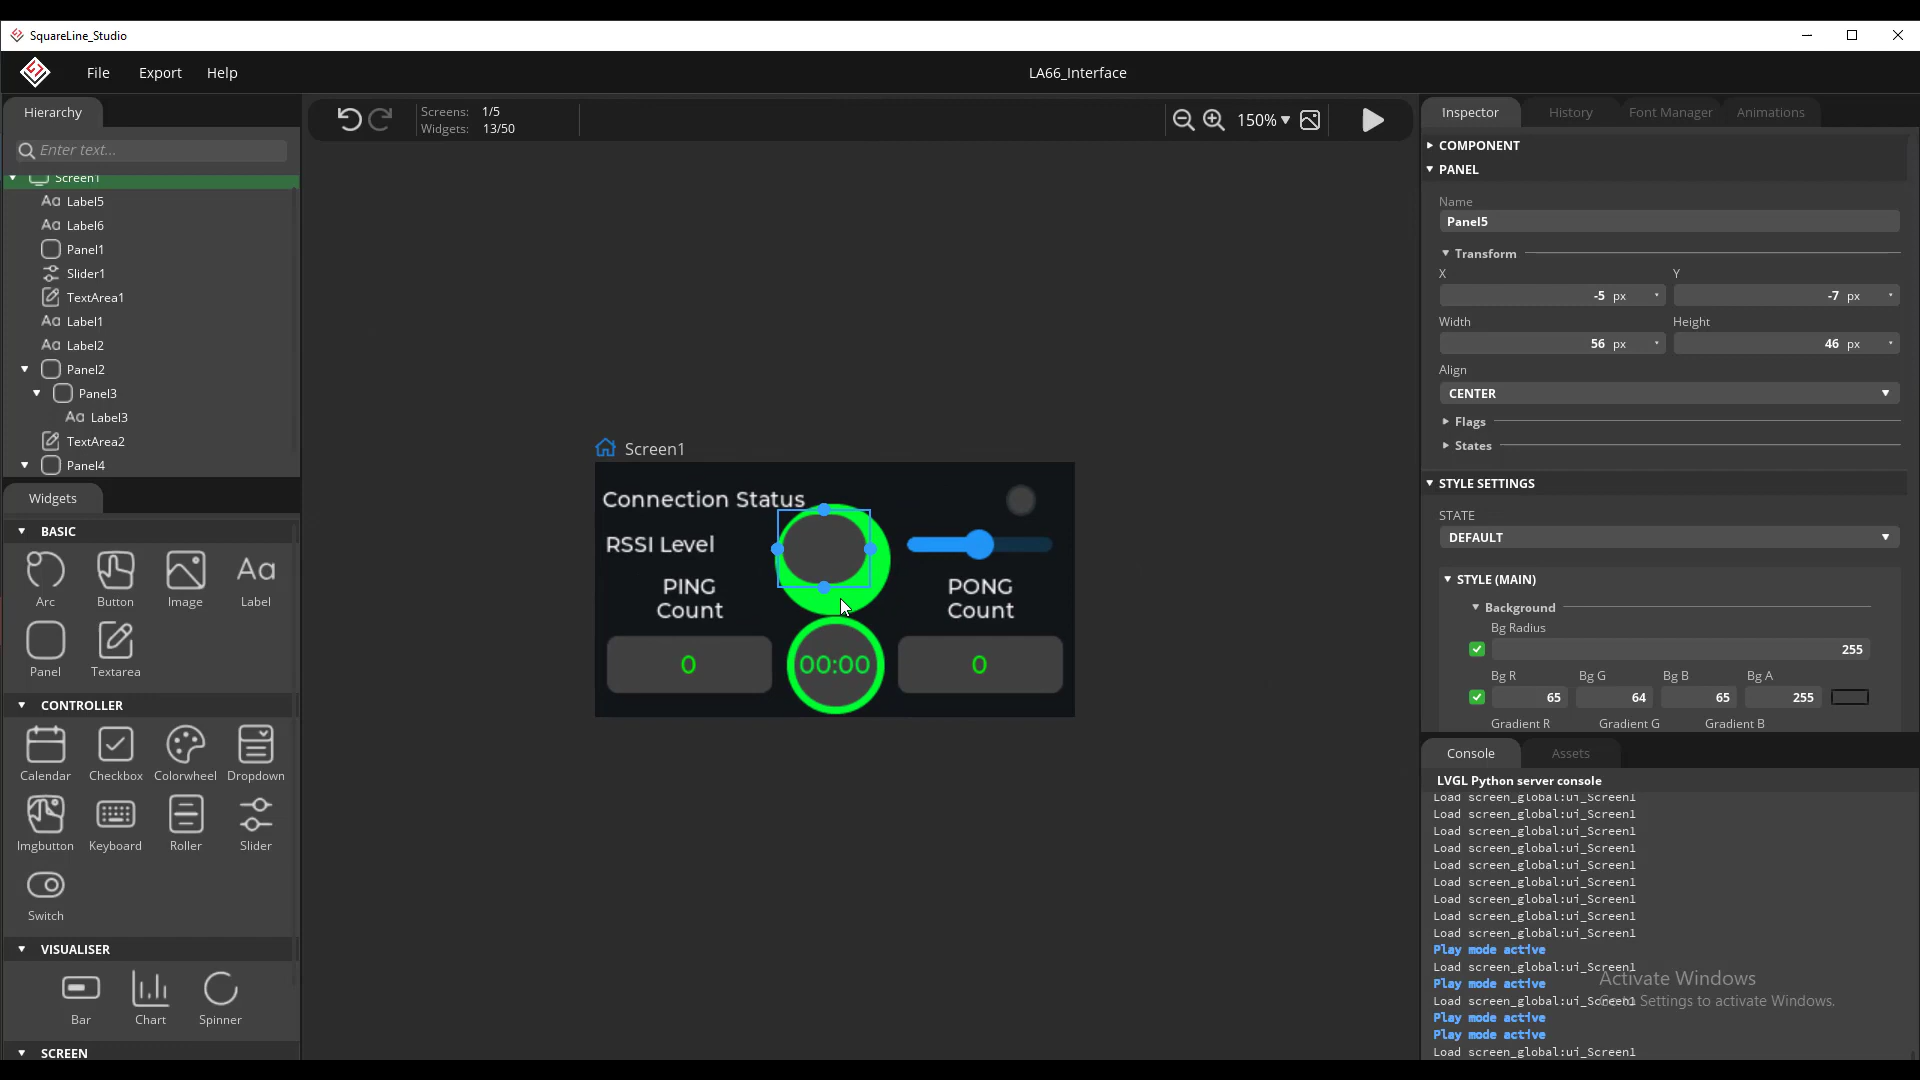 SquareLine_Studio
File Export Help LA66_Interface
Hierarchy
Enter text...
Screen1
Label5
Label6
Panel1
Slider1
TextArea1
Label1
Label2
Panel2
Panel3
Label3
TextArea2
Panel4
Widgets
BASIC
Arc Button Image Label
Panel Textarea
CONTROLLER
Calendar Checkbox Colorwheel Dropdown
Imgbutton Keyboard Roller Slider
Switch
VISUALISER
Bar Chart Spinner
SCREEN
Screens: 1/5
Widgets: 13/50
150%
Screen1
Connection Status
RSSI Level
PING
Count
PONG
Count
0 00:00 0
Inspector History Font Manager Animations
COMPONENT
PANEL
Name
Panel5
Transform
X Y
-5 px -7 px
Width Height
56 px 46 px
Align
CENTER
Flags
States
STYLE SETTINGS
STATE
DEFAULT
STYLE (MAIN)
Background
Bg Radius
255
Bg R Bg G Bg B Bg A
65 64 65 255
Gradient R Gradient G Gradient B
Console Assets
LVGL Python server console
Load screen_global:ui_Screen1
Load screen_global:ui_Screen1
Load screen_global:ui_Screen1
Load screen_global:ui_Screen1
Load screen_global:ui_Screen1
Load screen_global:ui_Screen1
Load screen_global:ui_Screen1
Load screen_global:ui_Screen1
Load screen_global:ui_Screen1
Play mode active
Load screen_global:ui_Screen1
Play mode active
Load screen_global:ui_Screen1
Play mode active
Play mode active
Load screen_global:ui_Screen1
Activate Windows
Go to Settings to activate Windows.